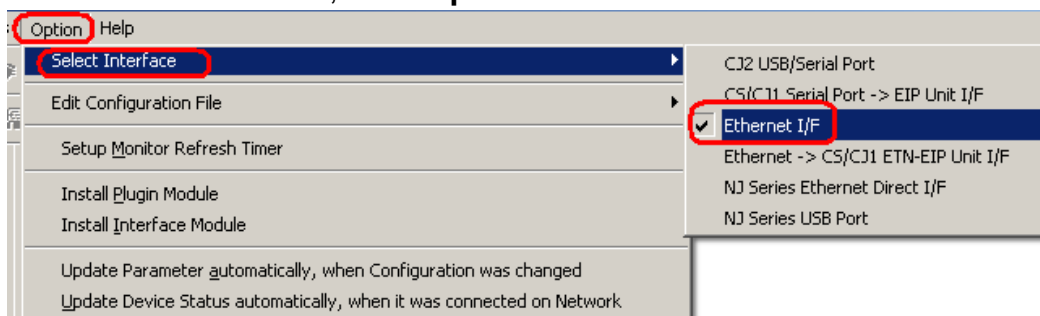 Option Help
Select Interface
CJ2 USB/Serial Port
CS/CJ1 Serial Port -> EIP Unit I/F
Edit Configuration File
Ethernet I/F
Setup Monitor Refresh Timer
Ethernet -> CS/CJ1 ETN-EIP Unit I/F
Install Plugin Module
NJ Series Ethernet Direct I/F
Install Interface Module
NJ Series USB Port
Update Parameter automatically, when Configuration was changed
Update Device Status automatically, when it was connected on Network